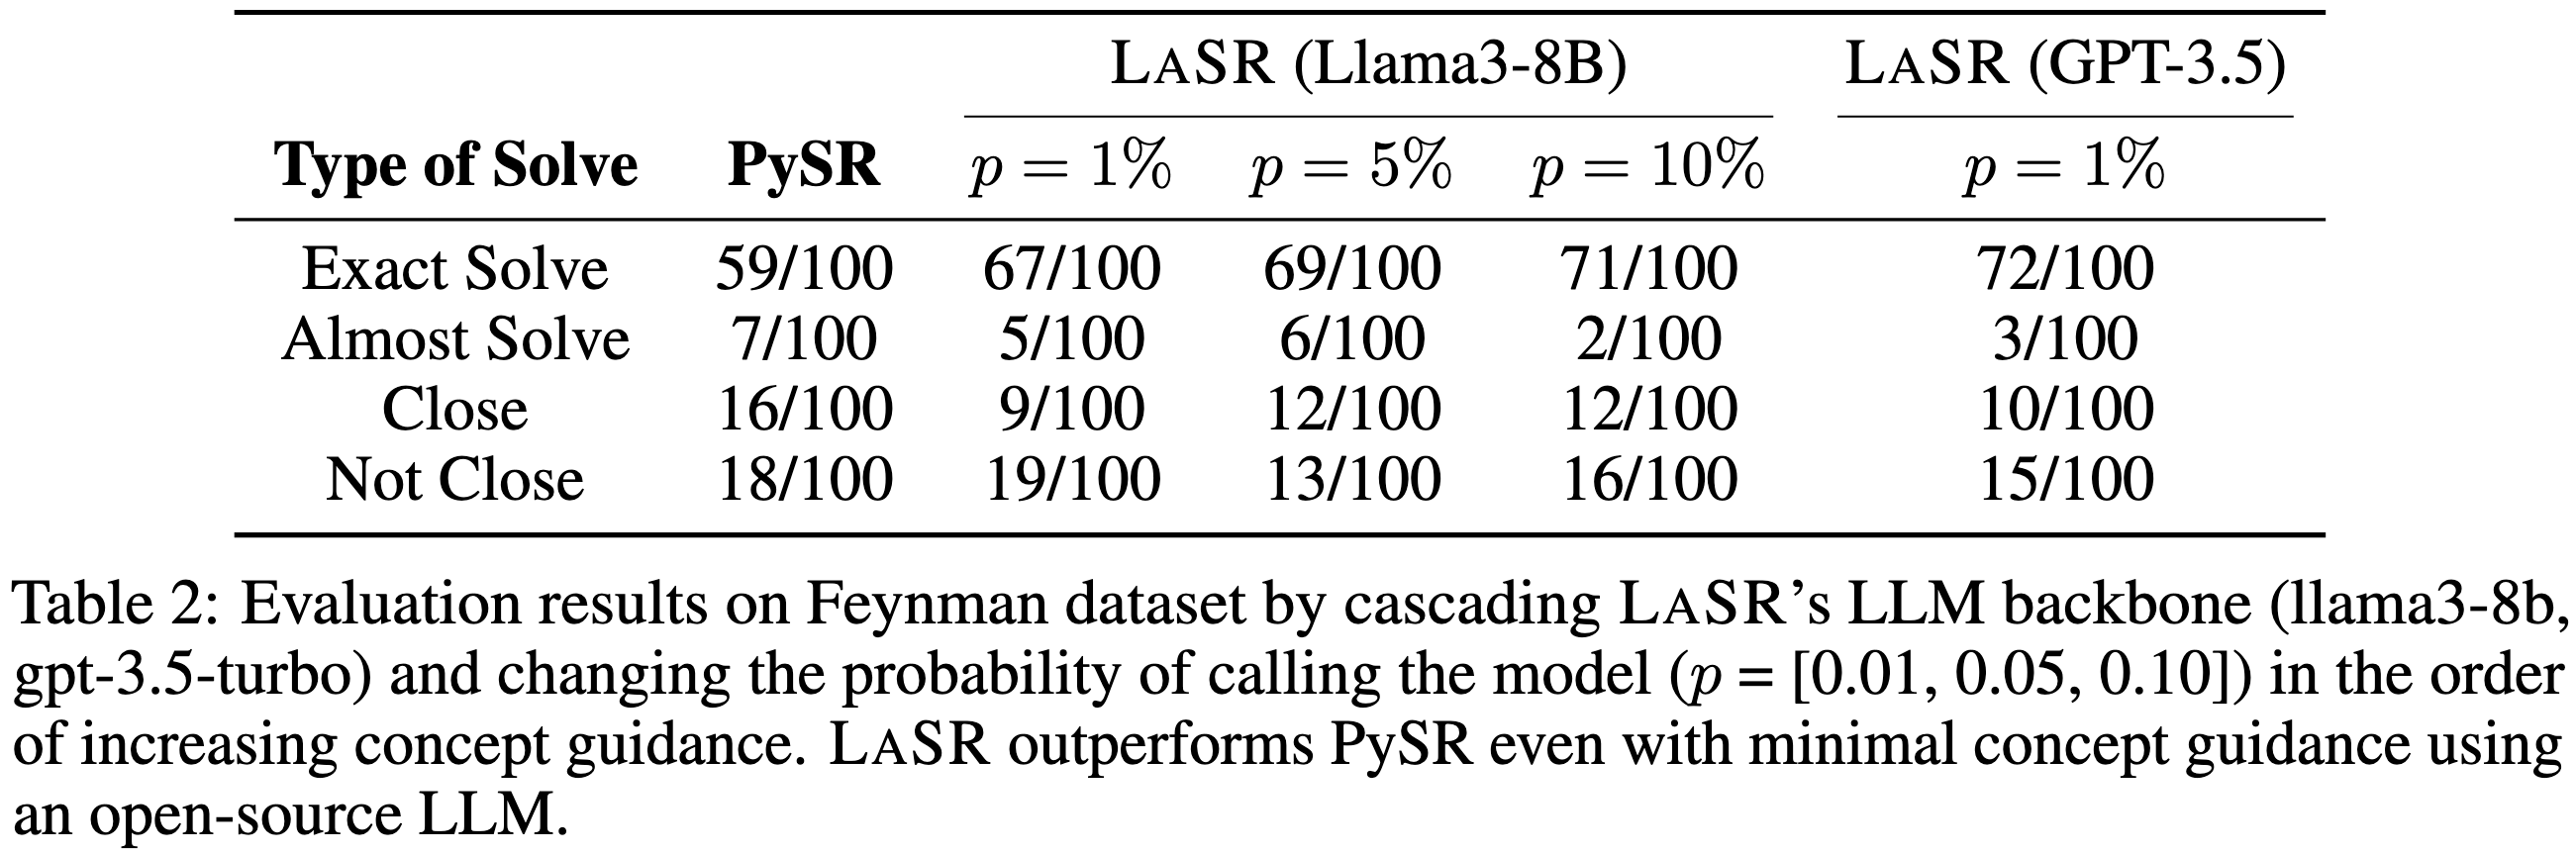 LASR (Llama3-8B) LASR (GPT-3.5)
Type of Solve PySR p = 1% p = 5% p = 10% p = 1%
Exact Solve 59/100 67/100 69/100 71/100 72/100
Almost Solve 7/100 5/100 6/100 2/100 3/100
Close 16/100 9/100 12/100 12/100 10/100
Not Close 18/100 19/100 13/100 16/100 15/100
Table 2: Evaluation results on Feynman dataset by cascading LASR's LLM backbone (llama3-8b,
gpt-3.5-turbo) and changing the probability of calling the model (p = [0.01, 0.05, 0.10]) in the order
of increasing concept guidance. LASR outperforms PySR even with minimal concept guidance using
an open-source LLM.